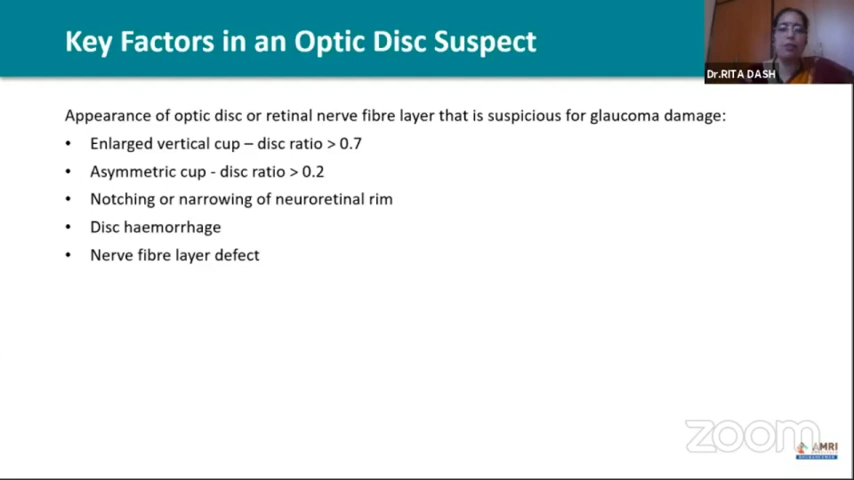 Key Factors in an Optic Disc Suspect
Dr.RITA DASH
Appearance of optic disc or retinal nerve fibre layer that is suspicious for glaucoma damage:
• Enlarged vertical cup – disc ratio > 0.7
• Asymmetric cup - disc ratio > 0.2
• Notching or narrowing of neuroretinal rim
• Disc haemorrhage
• Nerve fibre layer defect
zoom
AMRI